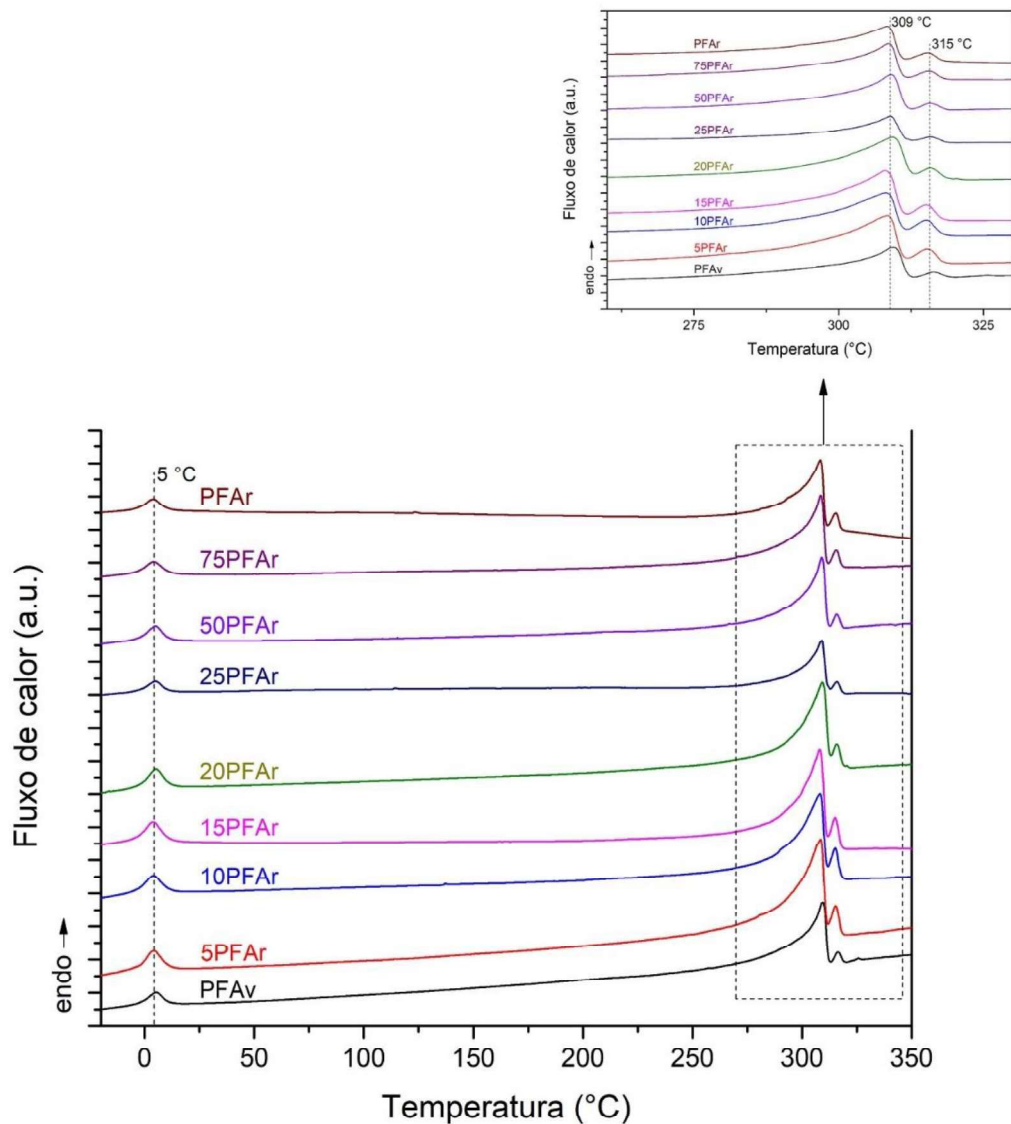 309 °C
315 °C
PFAr
75PFAr
50PFAr
25PFAr
20PFAr
15PFAr
10PFAr
5PFAr
PFAv
Fluxo de calor (a.u.)
endo →
275 300 325
Temperatura (°C)
5 °C
PFAr
75PFAr
50PFAr
25PFAr
20PFAr
15PFAr
10PFAr
5PFAr
PFAv
Fluxo de calor (a.u.)
endo →
0 50 100 150 200 250 300 350
Temperatura (°C)